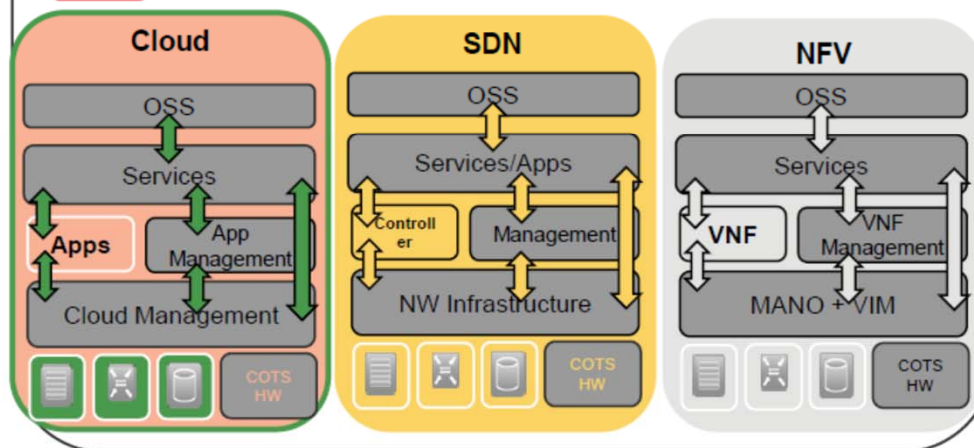 Cloud
OSS
Services
Apps
App
Management
Cloud Management
COTS
HW
SDN
OSS
Services/Apps
Controll
er
Management
NW Infrastructure
COTS
HW
NFV
OSS
Services
VNF
VNF
Management
MANO + VIM
COTS
HW